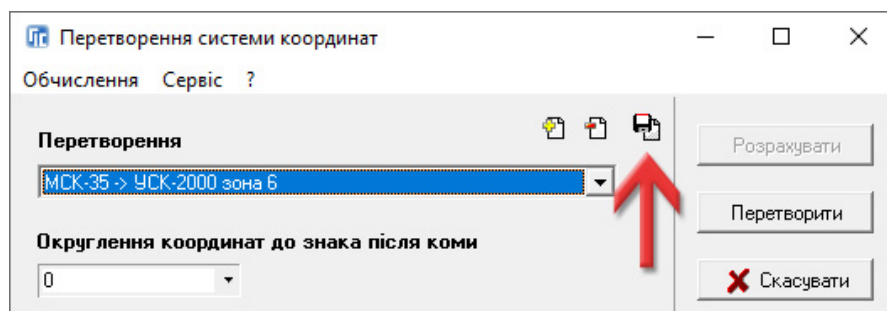 Перетворення системи координат
Обчислення Сервіс ?
Перетворення
МСК-35 -> УСК-2000 зона 6
Округлення координат до знака після коми
0
Розрахувати
Перетворити
Скасувати